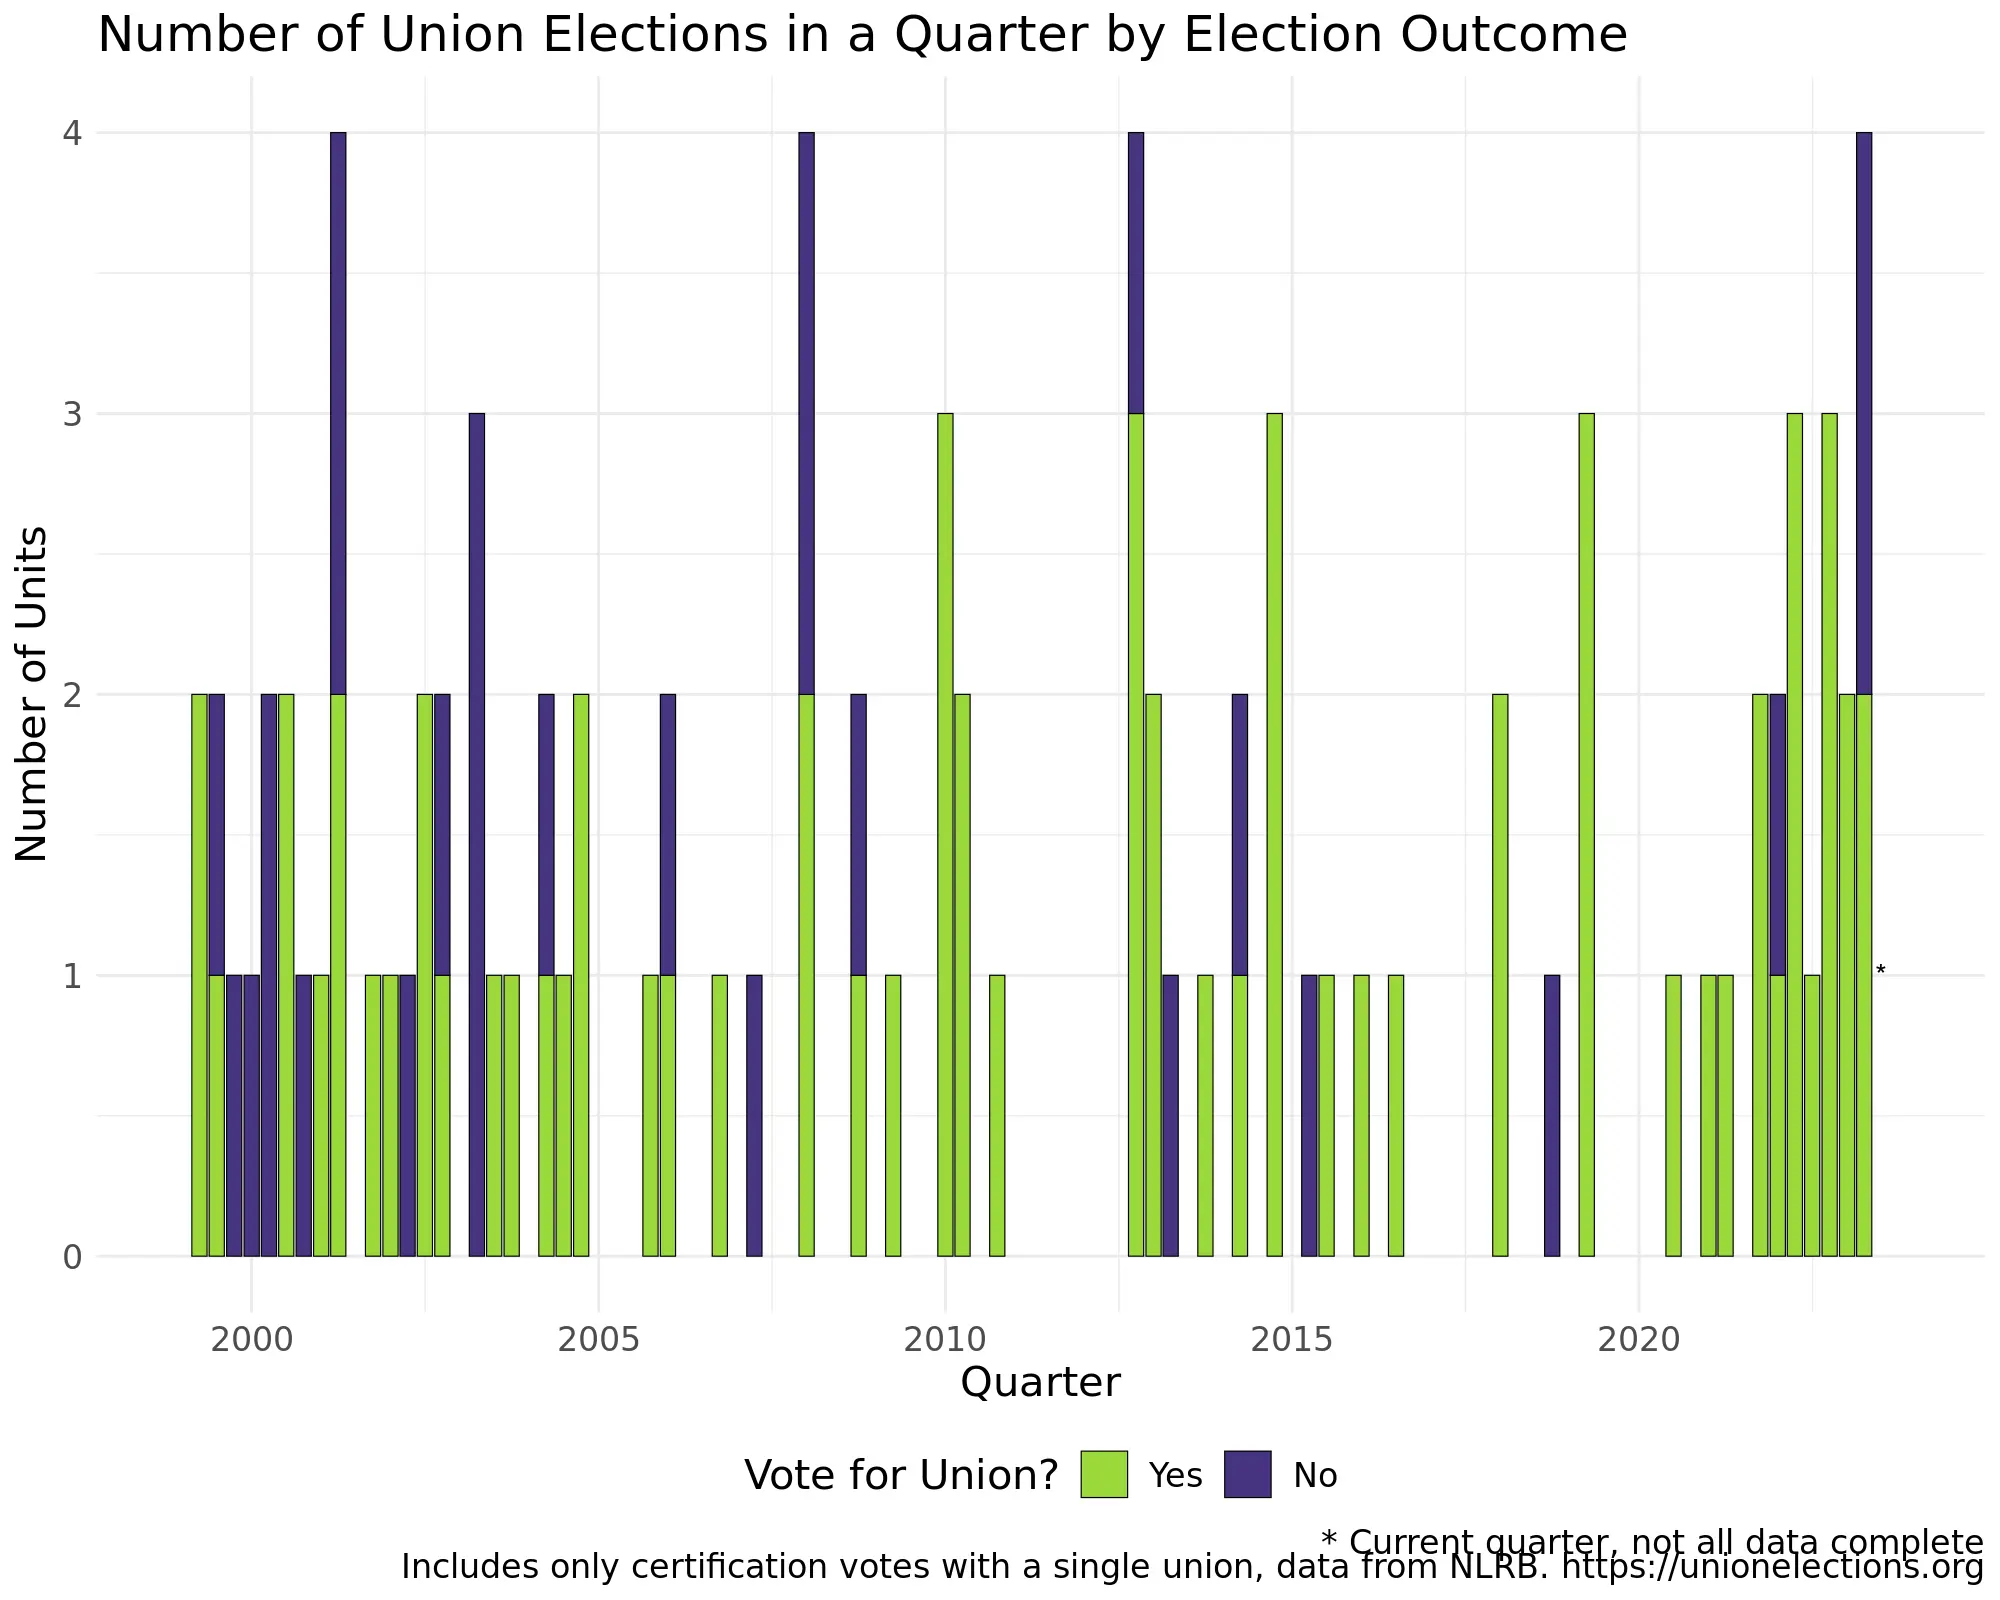 Number of Union Elections in a Quarter by Election Outcome
4
3
2
1
0
Number of Units
*
2000 2005 2010 2015 2020
Quarter
Vote for Union? Yes No
* Current quarter, not all data complete
Includes only certification votes with a single union, data from NLRB. https://unionelections.org